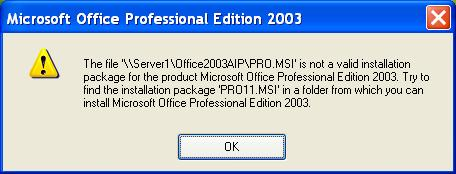 Microsoft Office Professional Edition 2003
The file '\\Server1\Office2003AIP\PRO.MSI' is not a valid installation
package for the product Microsoft Office Professional Edition 2003. Try to
find the installation package 'PRO11.MSI' in a folder from which you can
install Microsoft Office Professional Edition 2003.
OK